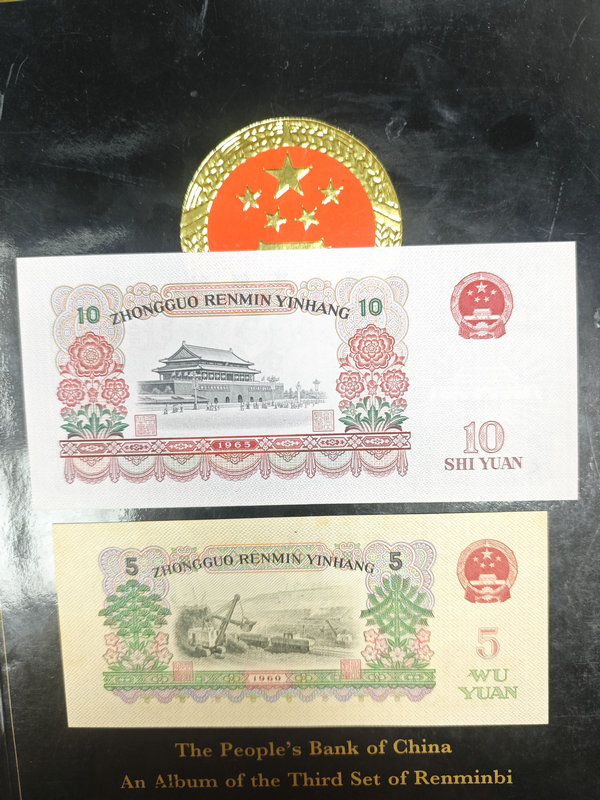 10 ZHONGGUO RENMIN YINHANG 10
1965
10
SHI YUAN
5 ZHONGGUO RENMIN YINHANG 5
1960
5
WU
YUAN
The People's Bank of China
An Album of the Third Set of Renminbi